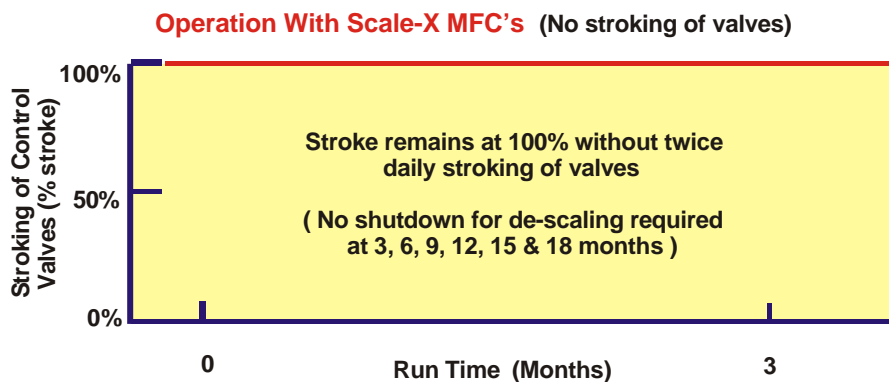 Operation With Scale-X MFC's (No stroking of valves)
100%
Stroking of Control
Valves (% stroke)
Stroke remains at 100% without twice
daily stroking of valves
50%
( No shutdown for de-scaling required
at 3, 6, 9, 12, 15 & 18 months )
0%
0
Run Time (Months)
3